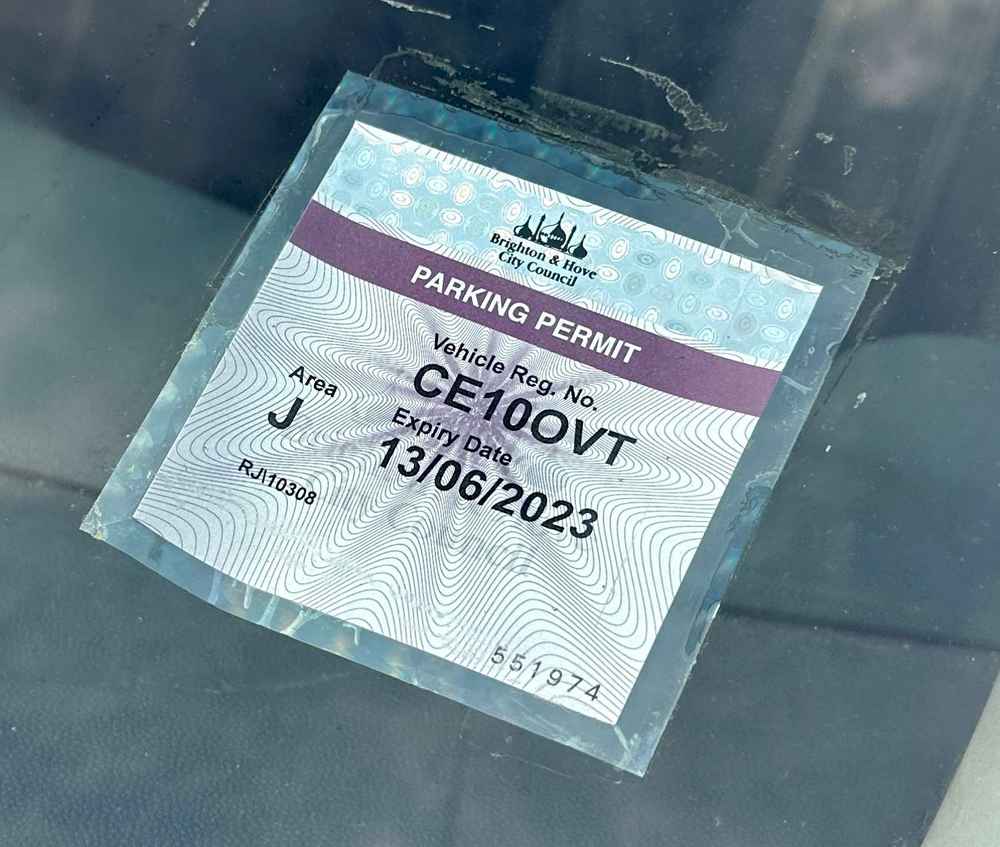 Brighton & Hove
City Council
PARKING PERMIT
Vehicle Reg. No.
CE10OVT
Area
J
Expiry Date
13/06/2023
RJ\10308
551974